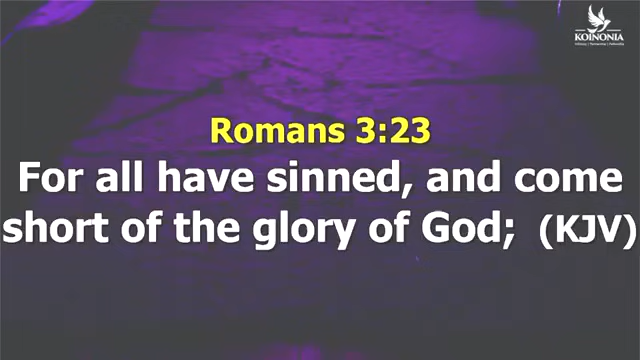 KOINONIA
Romans 3:23
For all have sinned, and come
short of the glory of God; (KJV)